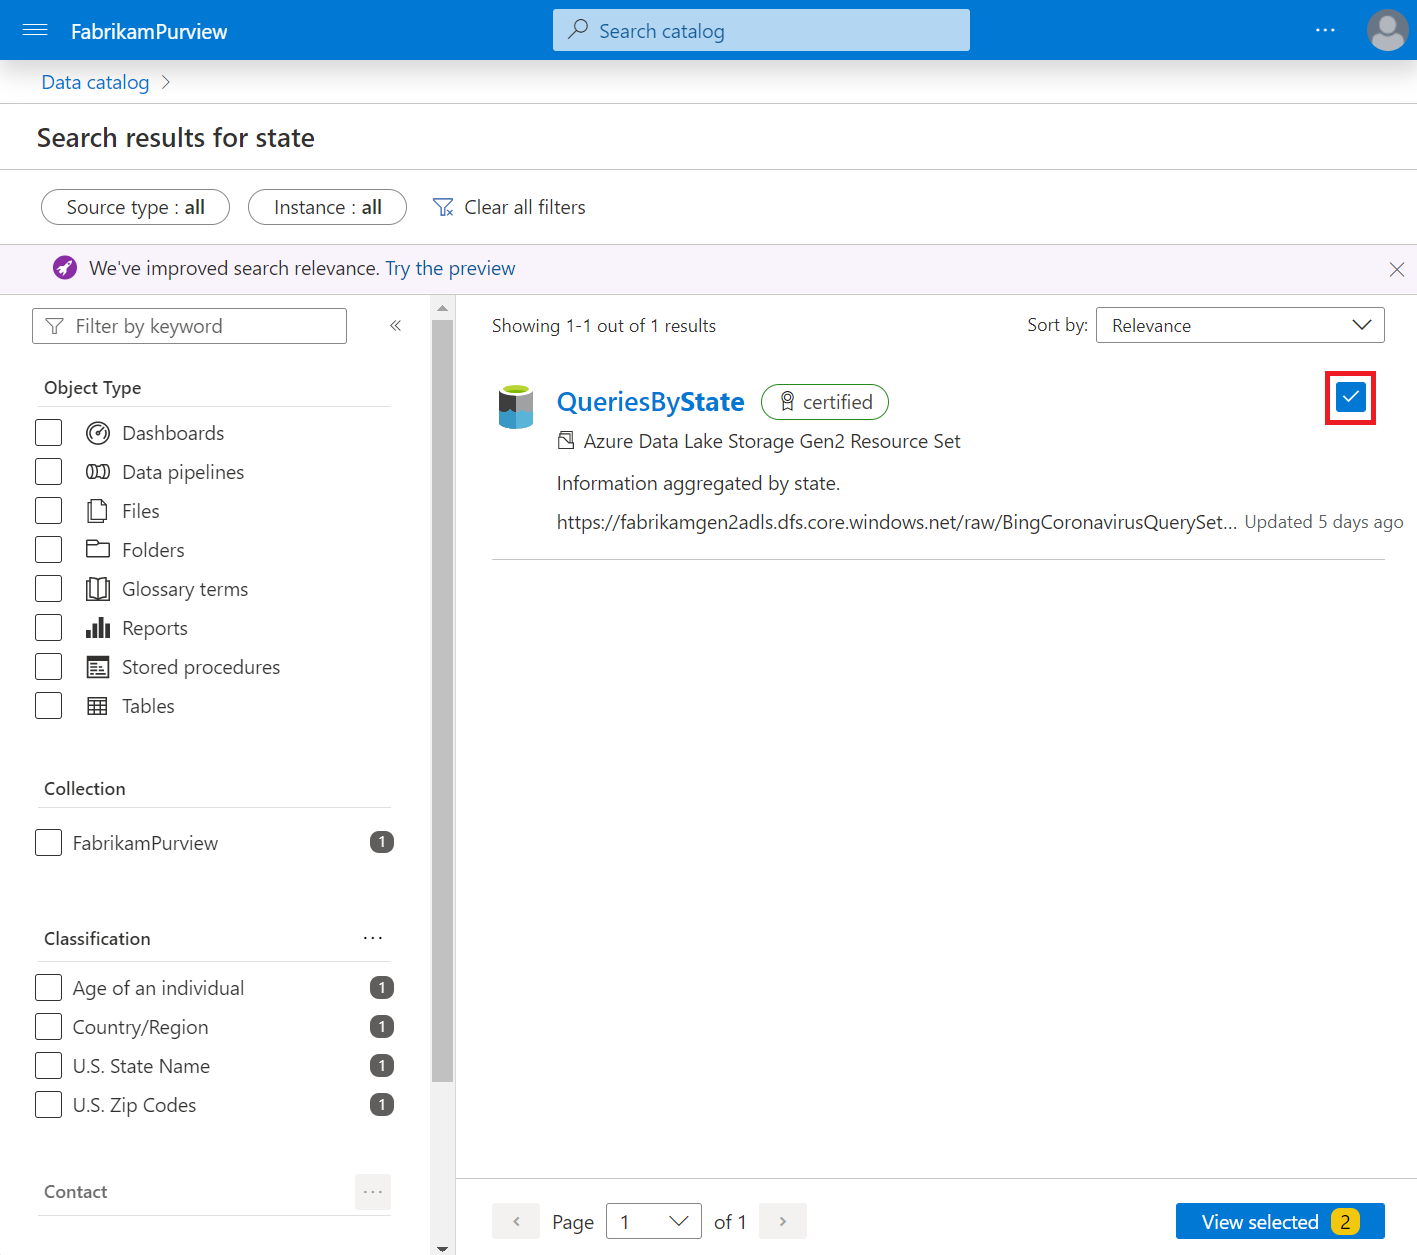 FabrikamPurview
Search catalog
Data catalog
Search results for state
Source type : all
Instance : all
Clear all filters
We've improved search relevance. Try the preview
Filter by keyword
Object Type
Dashboards
Data pipelines
Files
Folders
Glossary terms
Reports
Stored procedures
Tables
Collection
FabrikamPurview 1
Classification
Age of an individual 1
Country/Region 1
U.S. State Name 1
U.S. Zip Codes 1
Contact
Showing 1-1 out of 1 results
Sort by: Relevance
QueriesByState certified
Azure Data Lake Storage Gen2 Resource Set
Information aggregated by state.
https://fabrikamgen2adls.dfs.core.windows.net/raw/BingCoronavirusQuerySet... Updated 5 days ago
Page 1 of 1
View selected 2